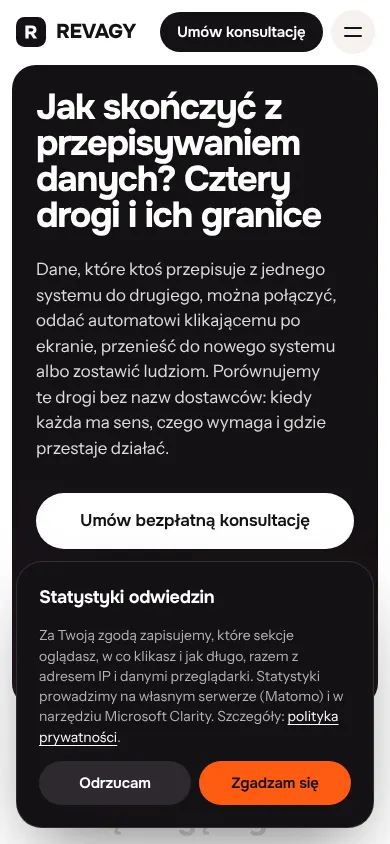 R REVAGY
Umów konsultację
Jak skończyć z
przepisywaniem
danych? Cztery
drogi i ich granice
Dane, które ktoś przepisuje z jednego
systemu do drugiego, można połączyć,
oddać automatowi klikającemu po
ekranie, przenieść do nowego systemu
albo zostawić ludziom. Porównujemy
te drogi bez nazw dostawców: kiedy
każda ma sens, czego wymaga i gdzie
przestaje działać.
Umów bezpłatną konsultację
Statystyki odwiedzin
Za Twoją zgodą zapisujemy, które sekcje
oglądasz, w co klikasz i jak długo, razem z
adresem IP i danymi przeglądarki. Statystyki
prowadzimy na własnym serwerze (Matomo) i w
narzędziu Microsoft Clarity. Szczegóły: polityka
prywatności.
Odrzucam
Zgadzam się